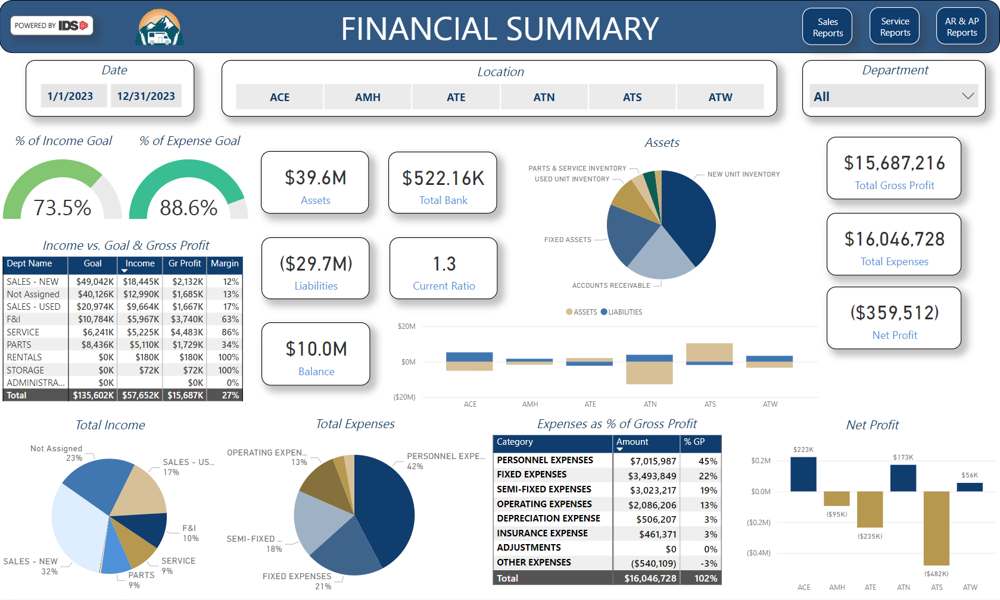 POWERED BY IDS
FINANCIAL SUMMARY
Sales
Reports
Service
Reports
AR & AP
Reports
Date
1/1/2023 12/31/2023
Location
ACE AMH ATE ATN ATS ATW
Department
All
% of Income Goal
73.5%
% of Expense Goal
88.6%
$39.6M
Assets
$522.16K
Total Bank
($29.7M)
Liabilities
1.3
Current Ratio
$10.0M
Balance
Assets
PARTS & SERVICE INVENTORY
USED UNIT INVENTORY
NEW UNIT INVENTORY
FIXED ASSETS
ACCOUNTS RECEIVABLE
$15,687,216
Total Gross Profit
$16,046,728
Total Expenses
($359,512)
Net Profit
Income vs. Goal & Gross Profit
Dept Name Goal Income Gr Profit Margin
SALES - NEW $49,042K $18,445K $2,132K 12%
Not Assigned $40,126K $12,990K $1,685K 13%
SALES - USED $20,974K $9,664K $1,667K 17%
F&I $10,784K $5,967K $3,740K 63%
SERVICE $6,241K $5,225K $4,483K 86%
PARTS $8,436K $5,110K $1,729K 34%
RENTALS $0K $180K $180K 100%
STORAGE $0K $72K $72K 100%
ADMINISTRA... $0K $0K 0%
Total $135,602K $57,652K $15,687K 27%
ASSETS LIABILITIES
$20M
$0M
($20M)
ACE AMH ATE ATN ATS ATW
Total Income
Not Assigned
23%
SALES - US...
17%
F&I
10%
SERVICE
9%
PARTS
9%
SALES - NEW
32%
Total Expenses
OPERATING EXPEN...
13%
PERSONNEL EXPE...
42%
SEMI-FIXED ...
18%
FIXED EXPENSES
21%
Expenses as % of Gross Profit
Category Amount % GP
PERSONNEL EXPENSES $7,015,987 45%
FIXED EXPENSES $3,493,849 22%
SEMI-FIXED EXPENSES $3,023,217 19%
OPERATING EXPENSES $2,086,206 13%
DEPRECIATION EXPENSE $506,207 3%
INSURANCE EXPENSE $461,371 3%
ADJUSTMENTS $0 0%
OTHER EXPENSES ($540,109) -3%
Total $16,046,728 102%
Net Profit
$0.2M
$0.0M
($0.2M)
($0.4M)
$223K
($95K)
($235K)
$173K
($482K)
$56K
ACE AMH ATE ATN ATS ATW